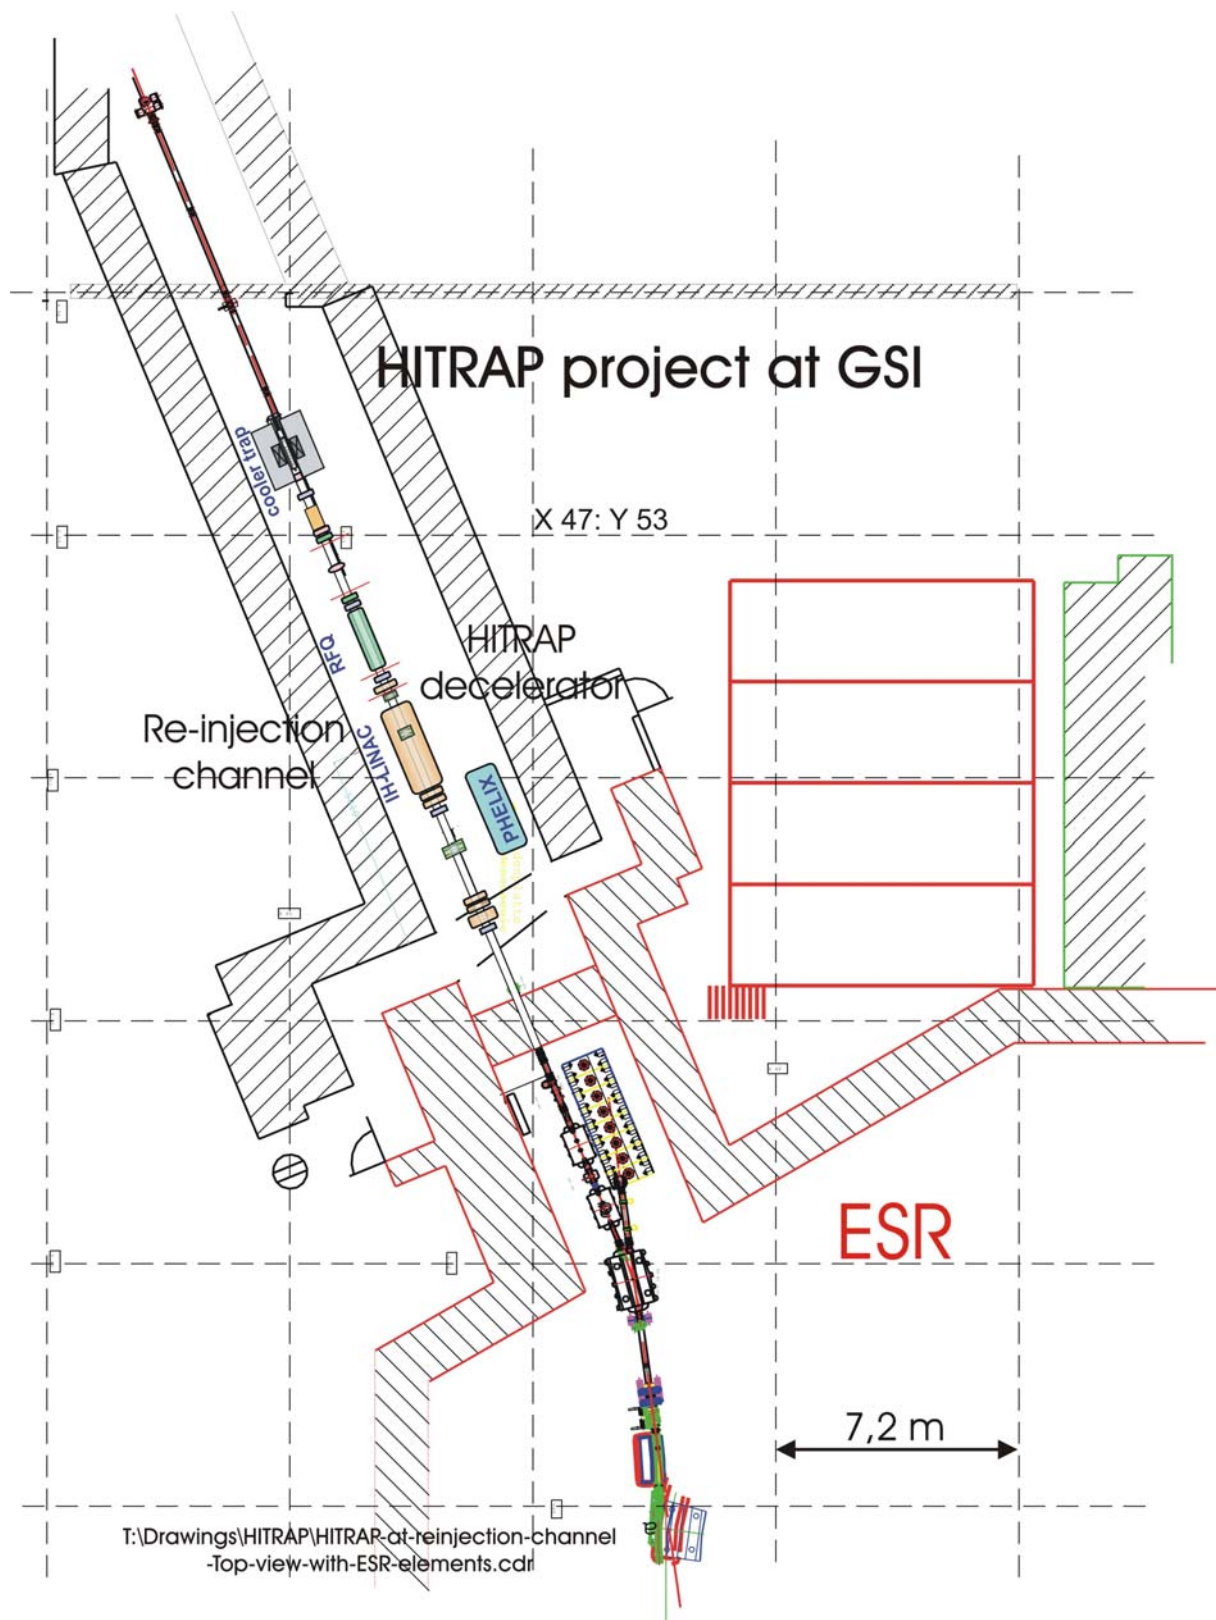 HITRAP project at GSI
cooler trap
X 47: Y 53
RFQ
HITRAP
decelerator
Re-injection
channel
IH-LINAC
PHELIX
ESR
7,2 m
a
T:\Drawings\HITRAP\HITRAP-at-reinjection-channel
-Top-view-with-ESR-elements.cdr